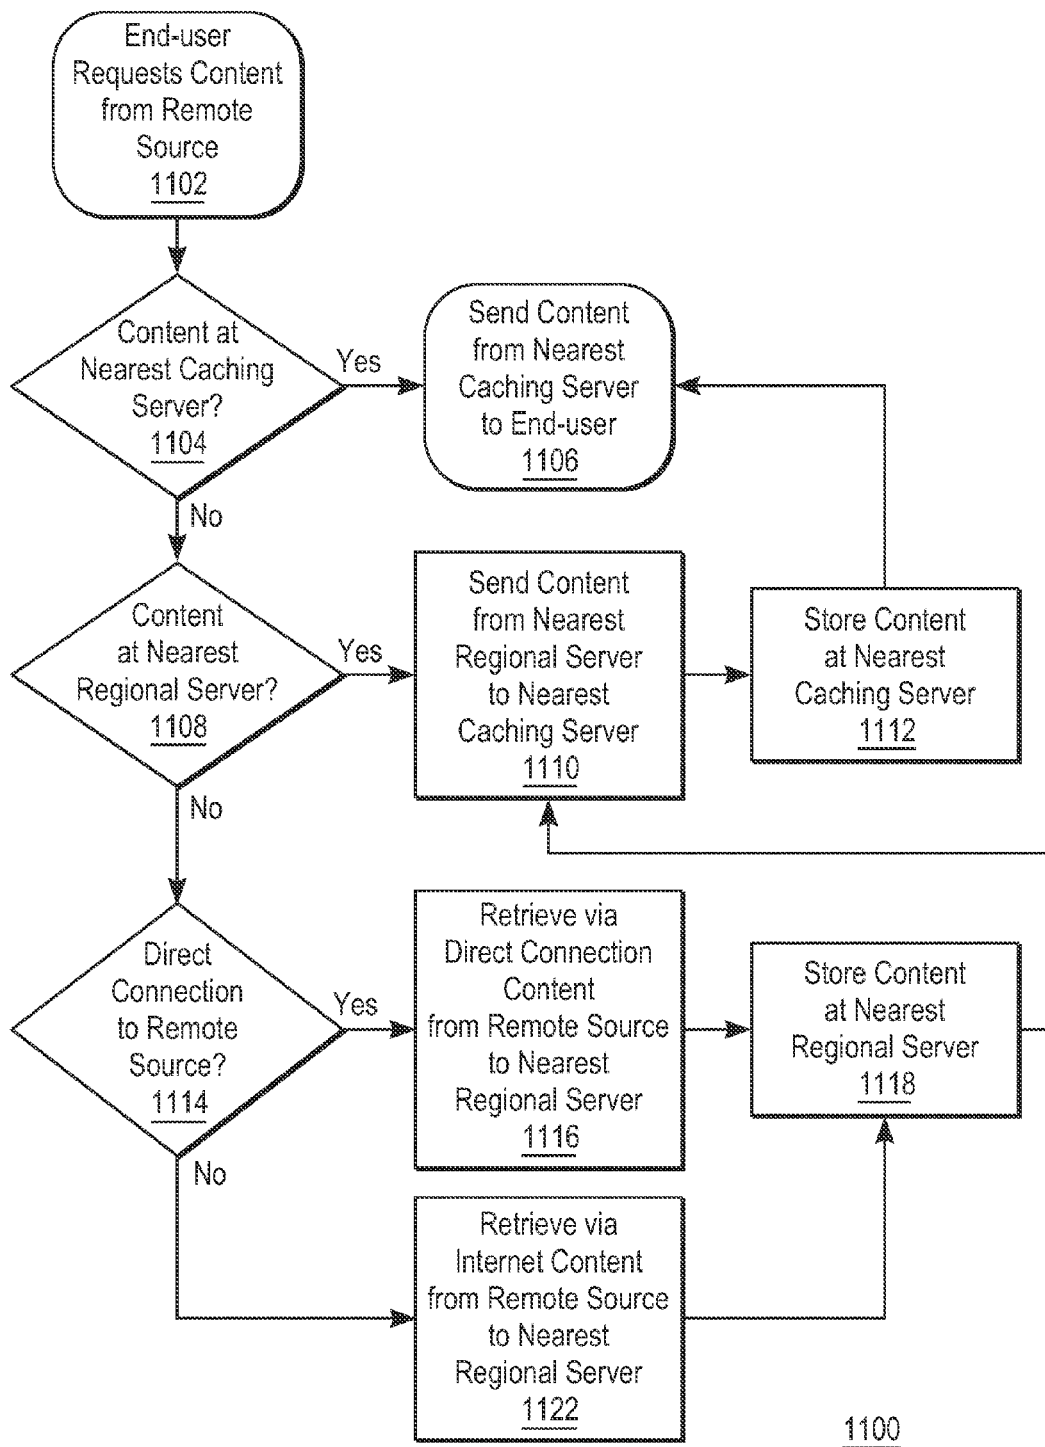 End-user
Requests Content
from Remote
Source
1102
Content at
Nearest Caching
Server?
1104
Yes
No
Send Content
from Nearest
Caching Server
to End-user
1106
Content
at Nearest
Regional Server?
1108
Yes
No
Send Content
from Nearest
Regional Server
to Nearest
Caching Server
1110
Store Content
at Nearest
Caching Server
1112
Direct
Connection
to Remote
Source?
1114
Yes
No
Retrieve via
Direct Connection
Content
from Remote Source
to Nearest
Regional Server
1116
Store Content
at Nearest
Regional Server
1118
Retrieve via
Internet Content
from Remote Source
to Nearest
Regional Server
1122
1100